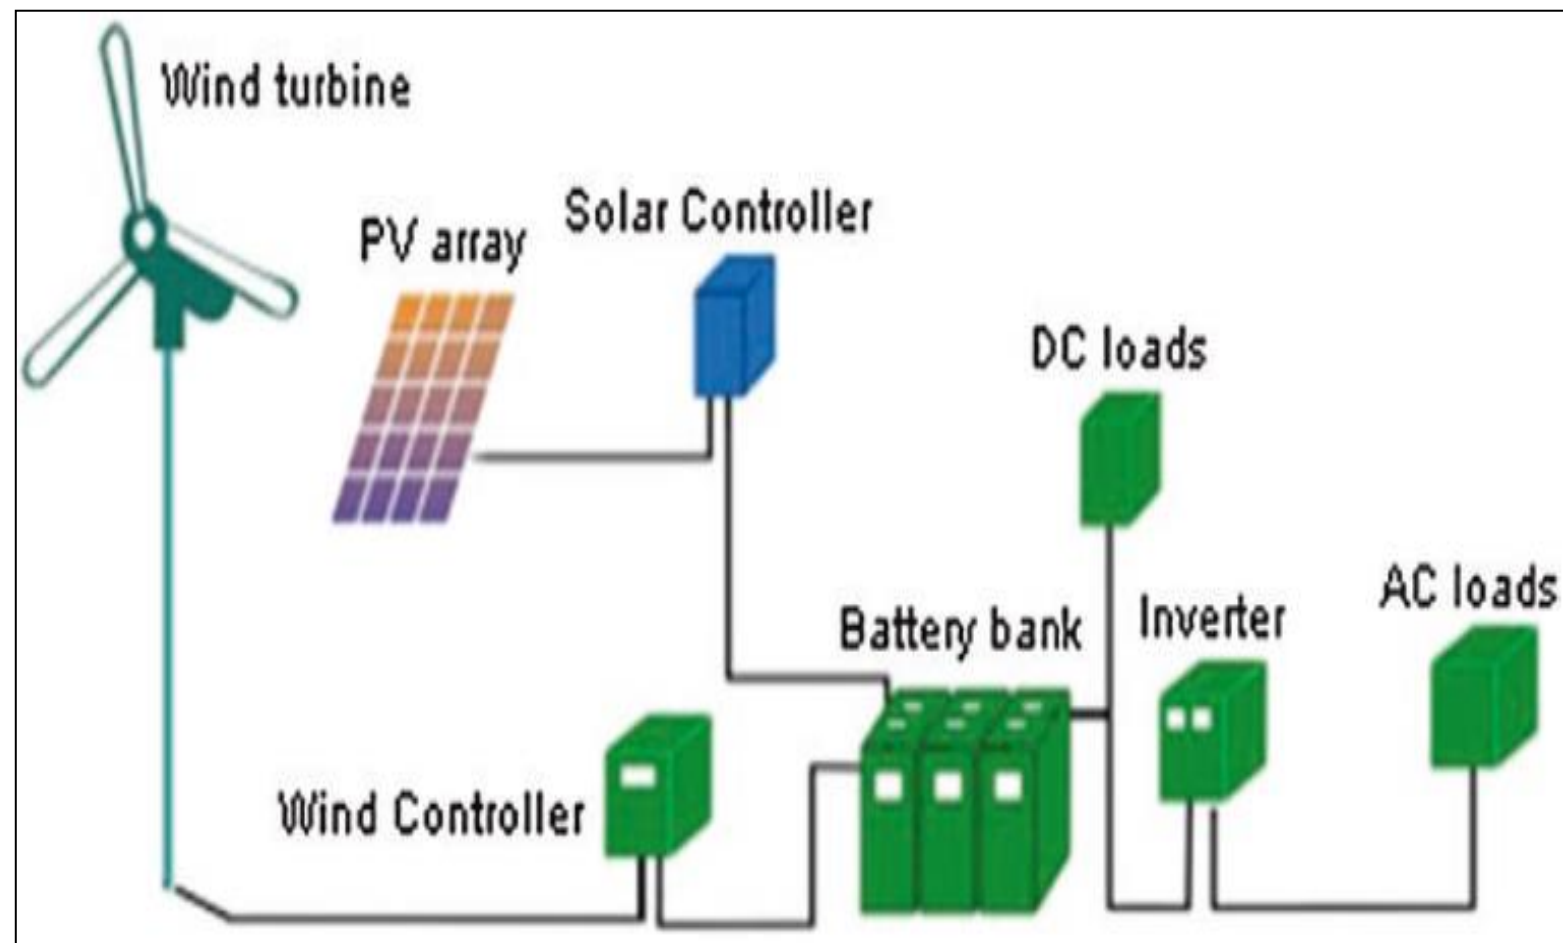 Wind turbine
Solar Controller
PV array
DC loads
AC loads
Inverter
Battery bank
Wind Controller